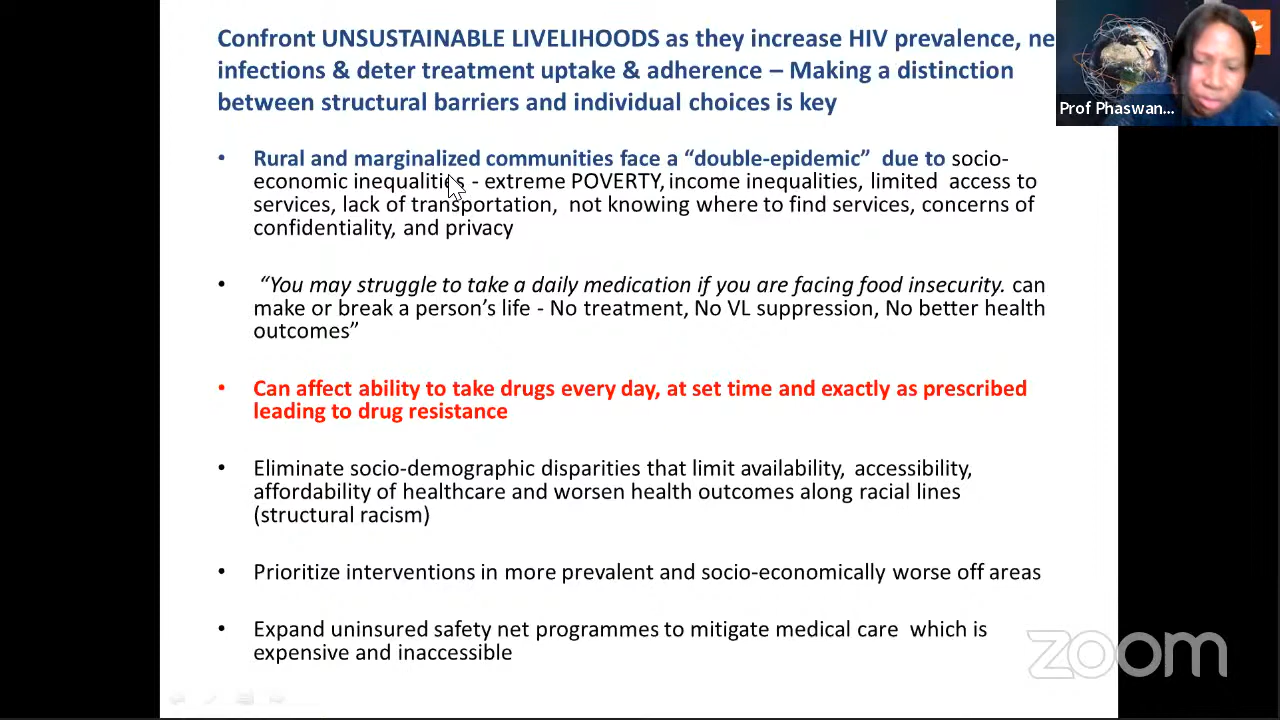 Confront UNSUSTAINABLE LIVELIHOODS as they increase HIV prevalence, ne
infections & deter treatment uptake & adherence – Making a distinction
between structural barriers and individual choices is key
Prof Phaswan...
• Rural and marginalized communities face a “double-epidemic” due to socio-
economic inequalities - extreme POVERTY, income inequalities, limited access to
services, lack of transportation, not knowing where to find services, concerns of
confidentiality, and privacy
• “You may struggle to take a daily medication if you are facing food insecurity. can
make or break a person’s life - No treatment, No VL suppression, No better health
outcomes”
• Can affect ability to take drugs every day, at set time and exactly as prescribed
leading to drug resistance
• Eliminate socio-demographic disparities that limit availability, accessibility,
affordability of healthcare and worsen health outcomes along racial lines
(structural racism)
• Prioritize interventions in more prevalent and socio-economically worse off areas
• Expand uninsured safety net programmes to mitigate medical care which is
expensive and inaccessible
zoom